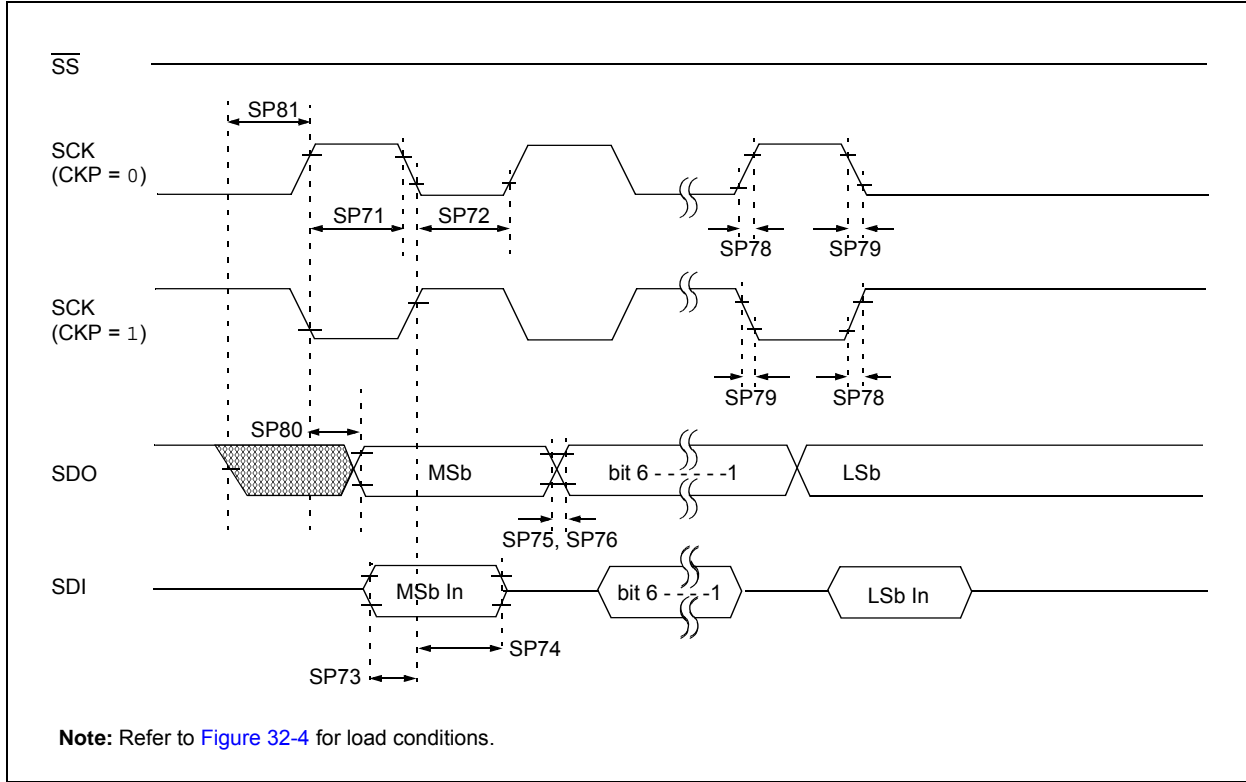 SS
SP81
SCK
(CKP = 0)
SP71
SP72
SP78
SP79
SCK
(CKP = 1)
SP79
SP78
SP80
SDO
MSb
bit 6 - - - - - -1
LSb
SP75, SP76
SDI
MSb In
bit 6 - - - -1
LSb In
SP74
SP73
Note: Refer to Figure 32-4 for load conditions.